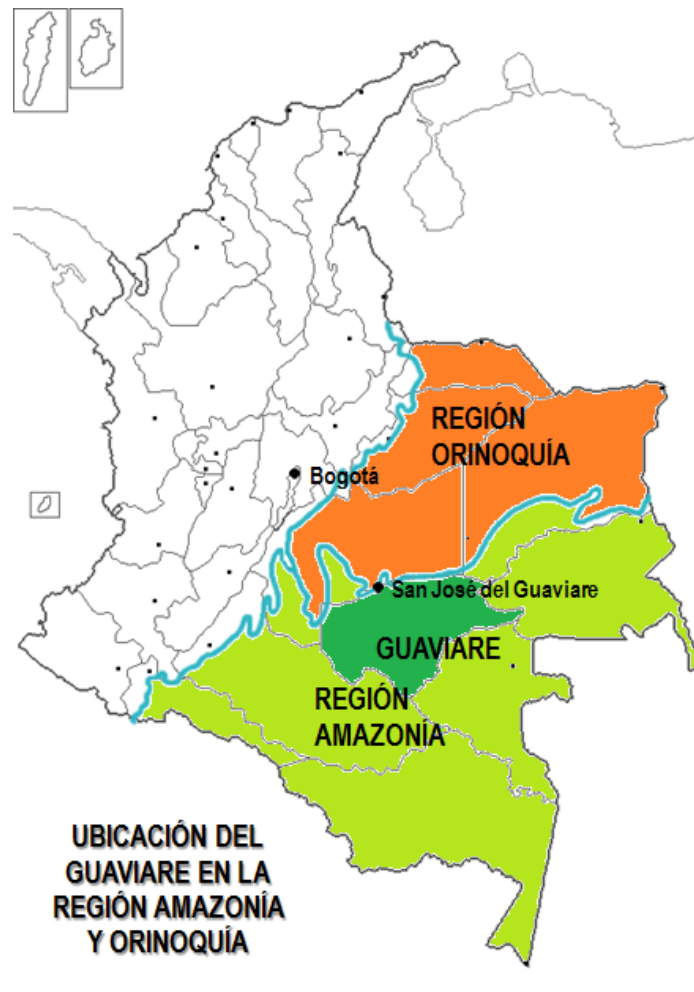 REGIÓN
ORINOQUÍA
Bogotá
San José del Guaviare
GUAVIARE
REGIÓN
AMAZONÍA
UBICACIÓN DEL
GUAVIARE EN LA
REGIÓN AMAZONÍA
Y ORINOQUÍA